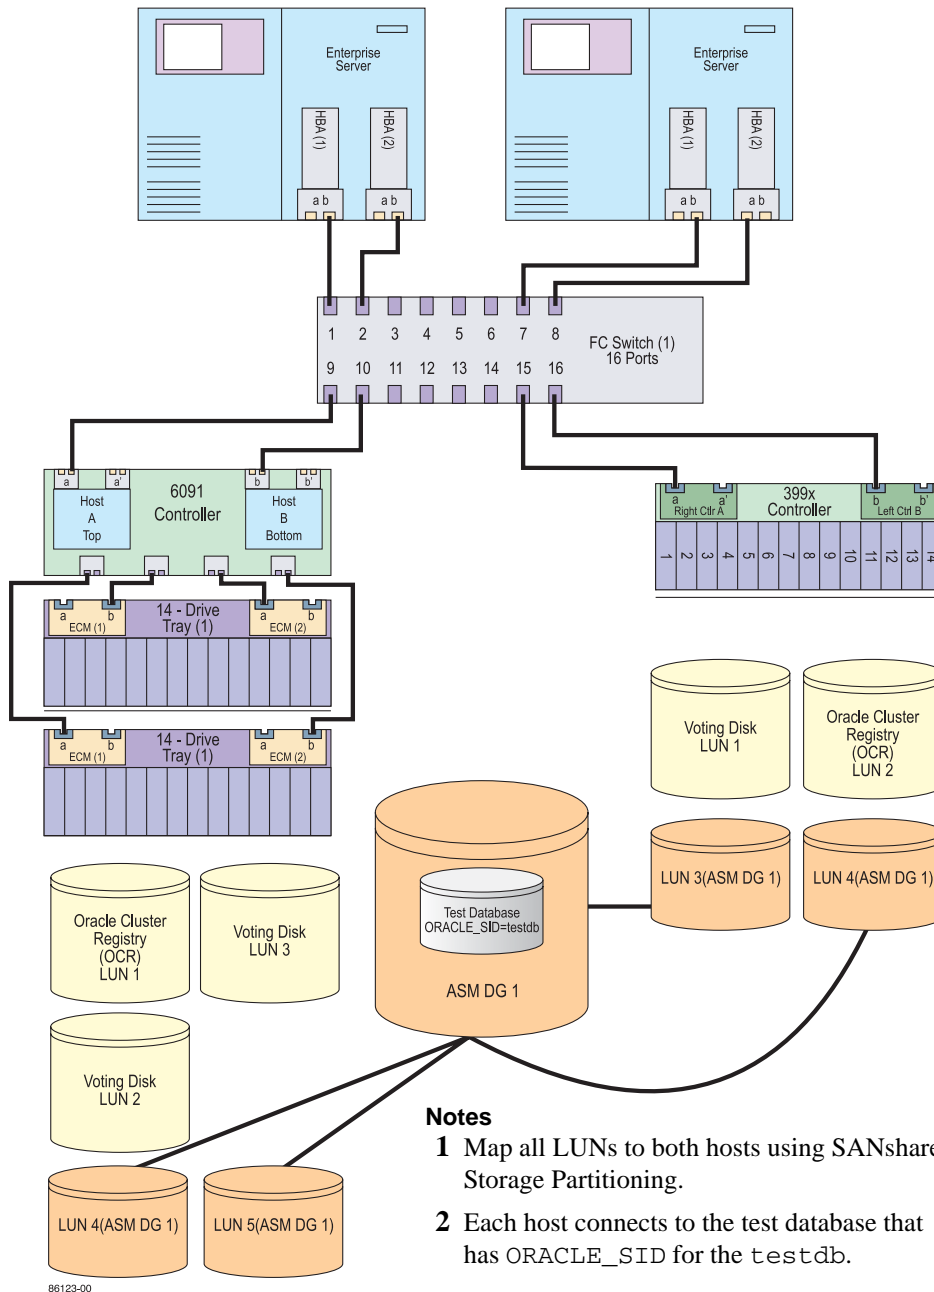 Enterprise
Server
HBA (1)
HBA (2)
a b
a b
Enterprise
Server
HBA (1)
HBA (2)
a b
a b
1 2 3 4 5 6 7 8
FC Switch (1)
16 Ports
9 10 11 12 13 14 15 16
a a' b b'
Host
A
Top
6091
Controller
Host
B
Bottom
a a' b b'
Right Ctlr A
399x
Controller
Left Ctrl B
1 2 3 4 5 6 7 8 9 10 11 12 13 14
a b
ECM (1)
14 - Drive
Tray (1)
a b
ECM (2)
a b
ECM (1)
14 - Drive
Tray (1)
a b
ECM (2)
Voting Disk
LUN 1
Oracle Cluster
Registry
(OCR)
LUN 2
LUN 3(ASM DG 1)
LUN 4(ASM DG 1)
Test Database
ORACLE_SID=testdb
ASM DG 1
Oracle Cluster
Registry
(OCR)
LUN 1
Voting Disk
LUN 3
Voting Disk
LUN 2
LUN 4(ASM DG 1)
LUN 5(ASM DG 1)
Notes
1 Map all LUNs to both hosts using SANshare
Storage Partitioning.
2 Each host connects to the test database that
has ORACLE_SID for the testdb.
86123-00